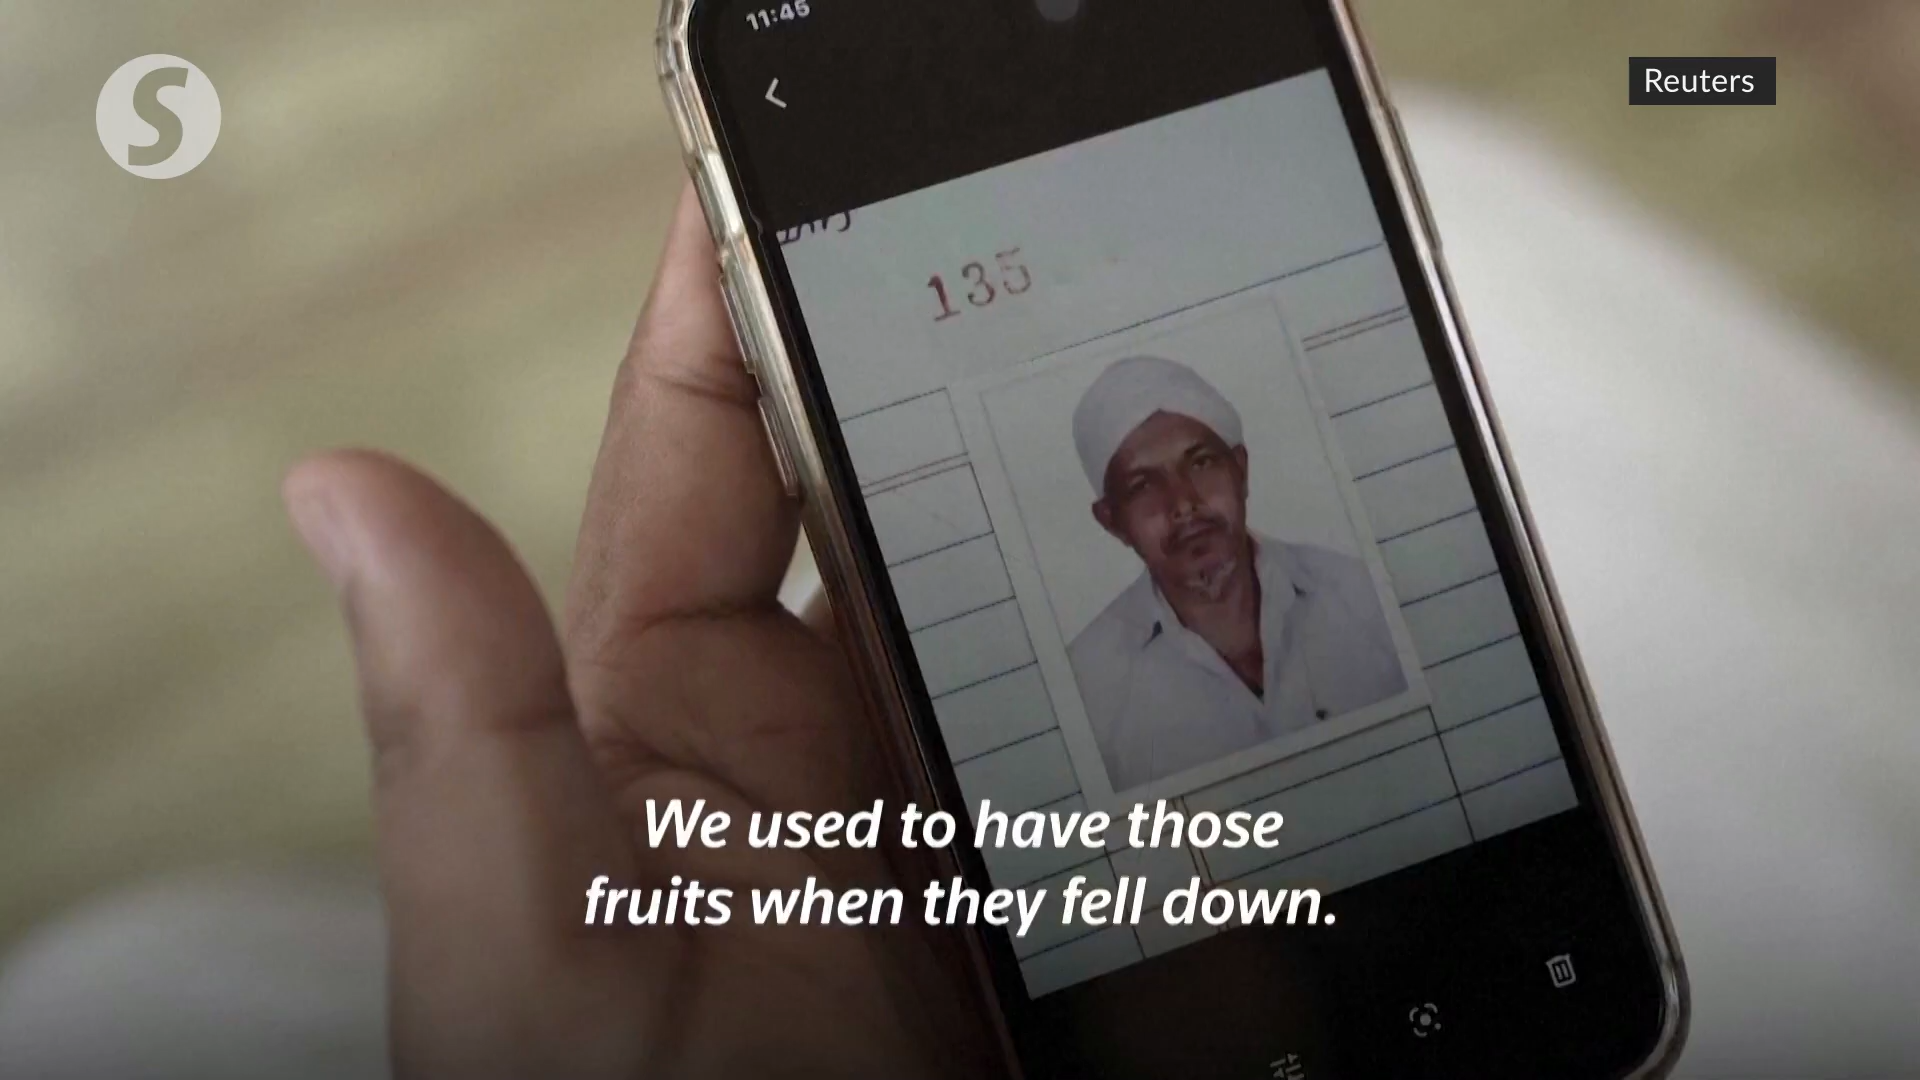 11:45
Reuters
135
We used to have those
fruits when they fell down.